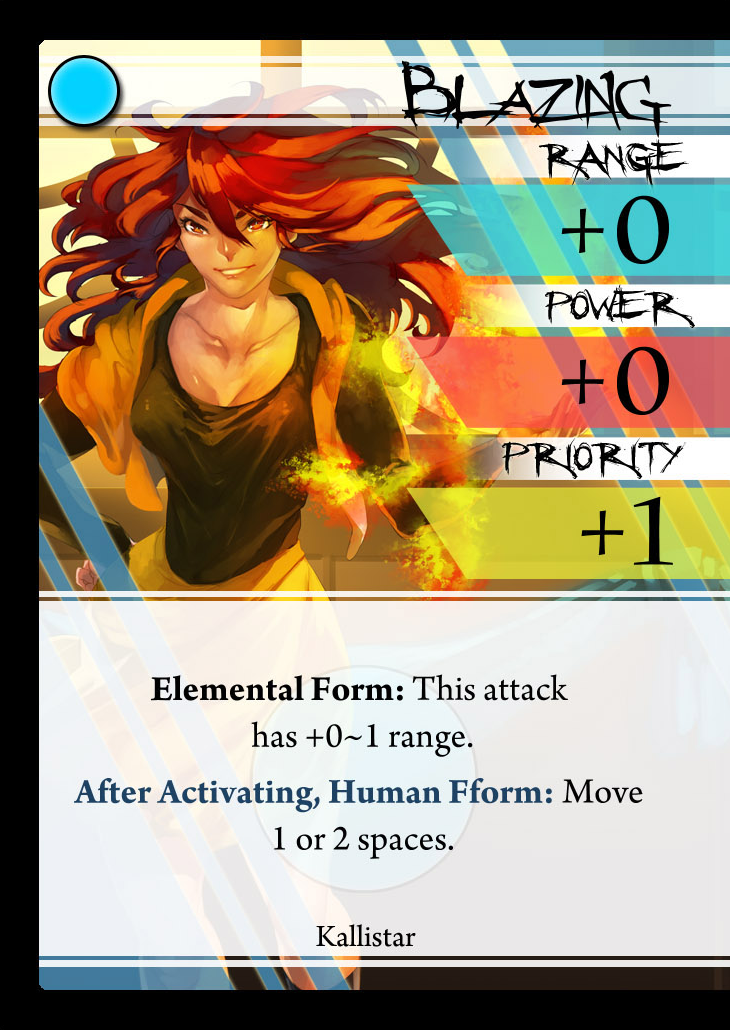 BLAZING
RANGE
+0
POWER
+0
PRIORITY
+1
Elemental Form: This attack
has +0~1 range.
After Activating, Human Fform: Move
1 or 2 spaces.
Kallistar